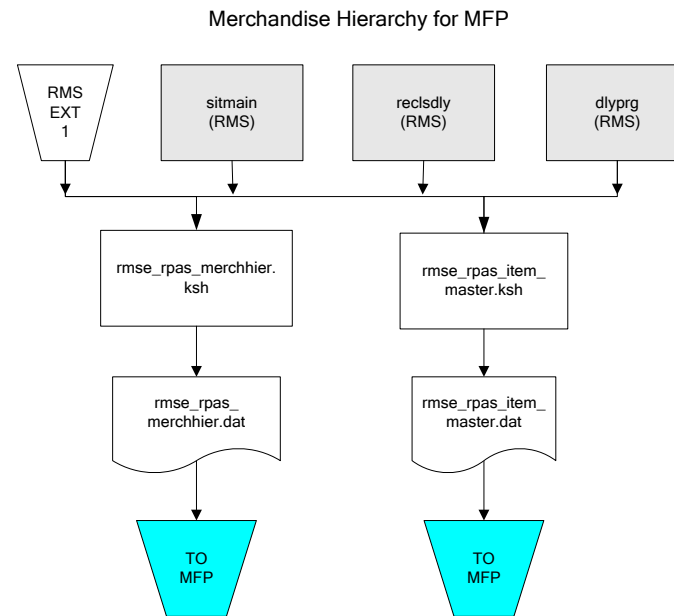 Merchandise Hierarchy for MFP
RMS
EXT
1
sitmain
(RMS)
reclsdly
(RMS)
dlyprg
(RMS)
rmse_rpas_merchhier.
ksh
rmse_rpas_item_
master.ksh
rmse_rpas_
merchhier.dat
rmse_rpas_item_
master.dat
TO
MFP
TO
MFP